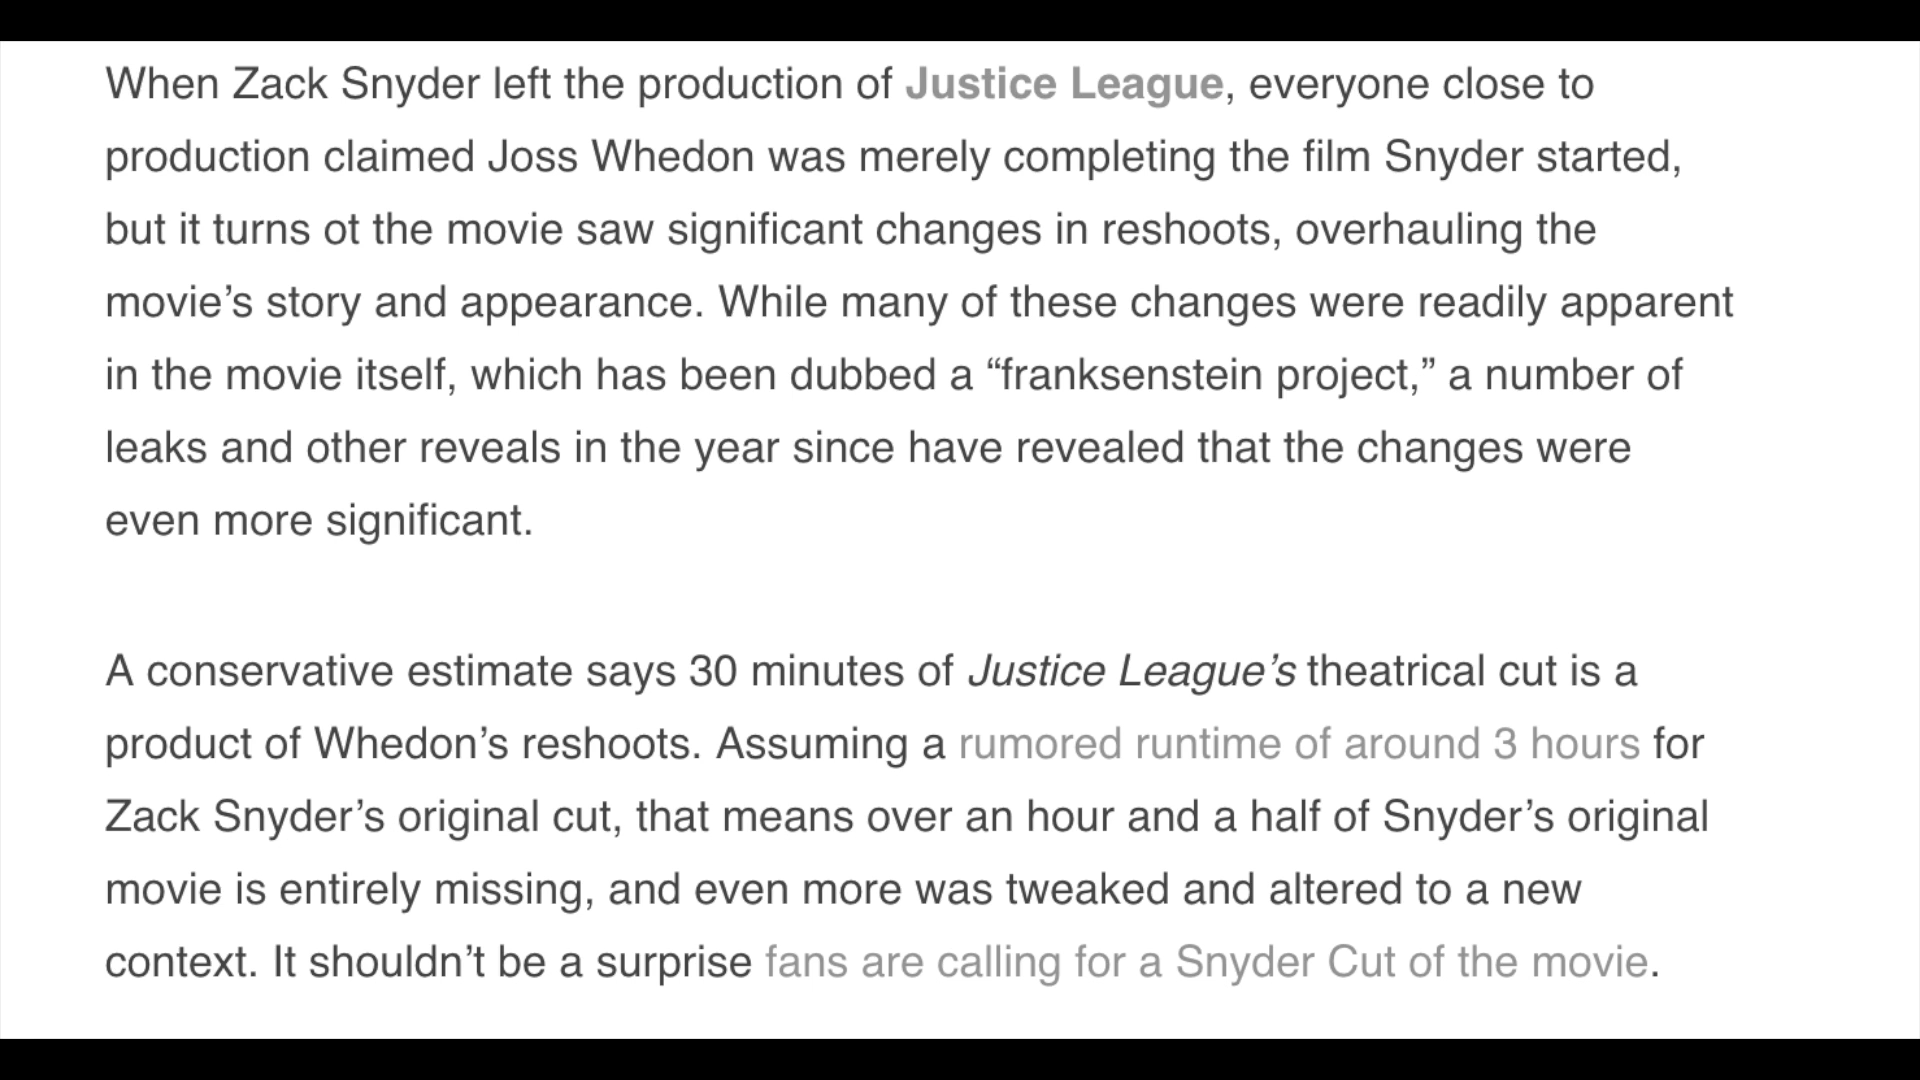 When Zack Snyder left the production of Justice League, everyone close to
production claimed Joss Whedon was merely completing the film Snyder started,
but it turns ot the movie saw significant changes in reshoots, overhauling the
movie’s story and appearance. While many of these changes were readily apparent
in the movie itself, which has been dubbed a “franksenstein project,” a number of
leaks and other reveals in the year since have revealed that the changes were
even more significant.
A conservative estimate says 30 minutes of Justice League’s theatrical cut is a
product of Whedon’s reshoots. Assuming a rumored runtime of around 3 hours for
Zack Snyder’s original cut, that means over an hour and a half of Snyder’s original
movie is entirely missing, and even more was tweaked and altered to a new
context. It shouldn’t be a surprise fans are calling for a Snyder Cut of the movie.